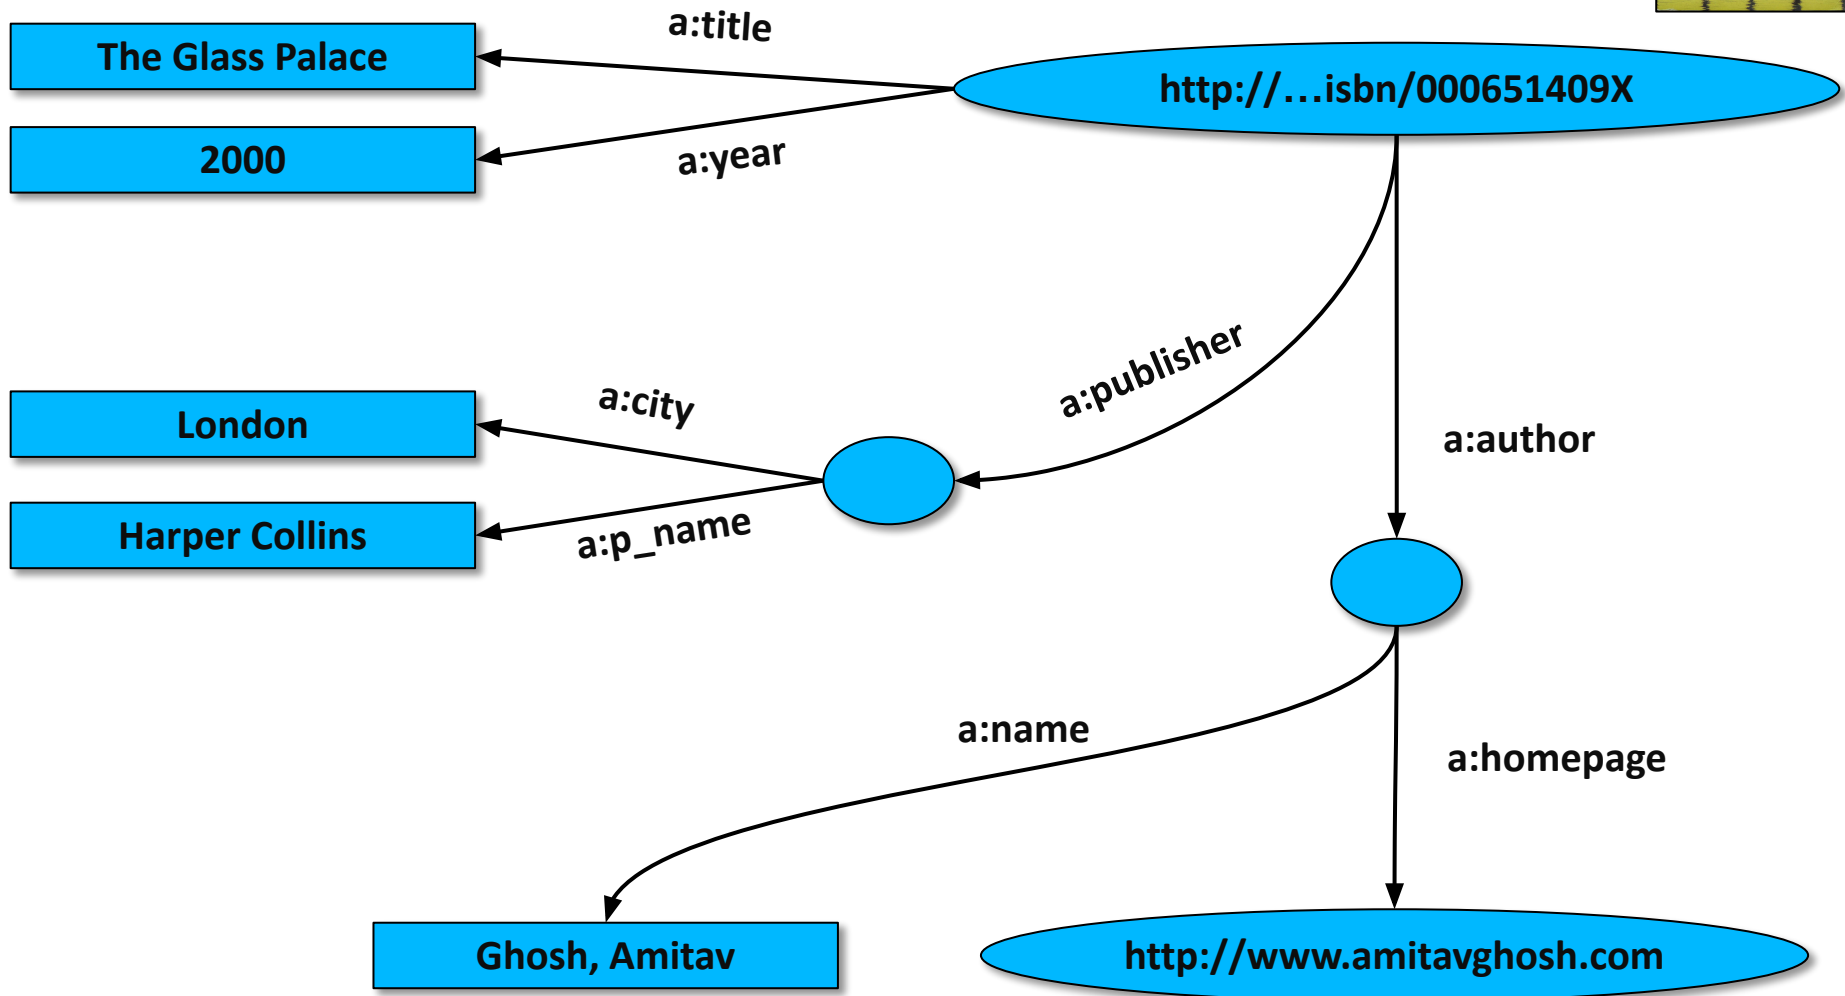 a:title
The Glass Palace
http://...isbn/000651409X
2000
a:year
a:publisher
a:city
London
a:author
Harper Collins
a:p_name
a:name
a:homepage
Ghosh, Amitav
http://www.amitavghosh.com